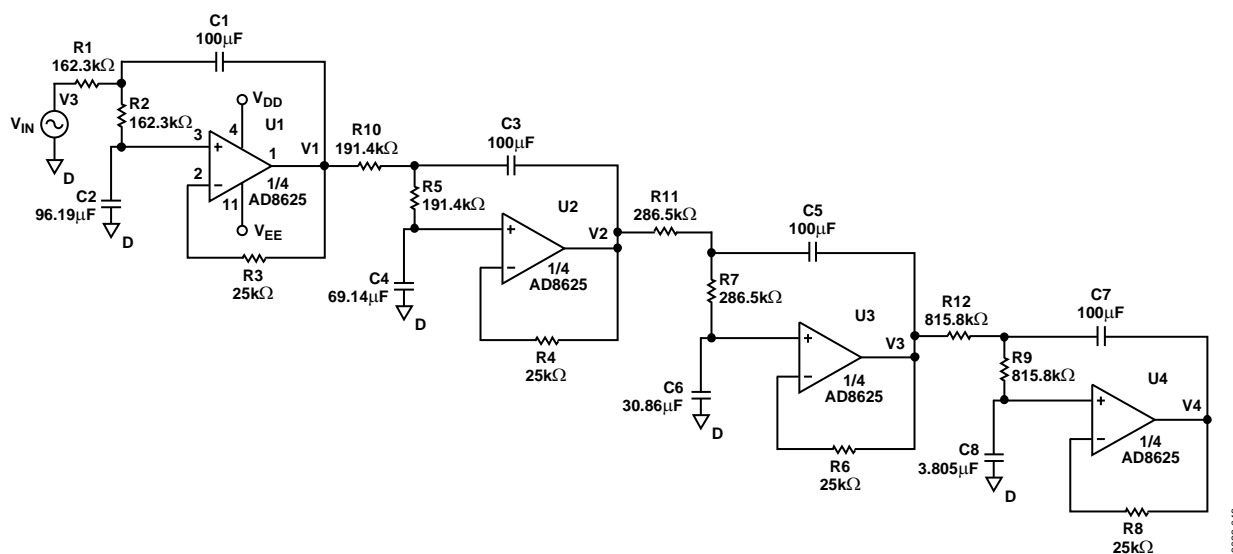 C1
100μF
R1
162.3kΩ
V3
VIN
D
R2
162.3kΩ
C2
96.19μF
D
VDD
4
U1
3
+
2
−
1
V1
1/4
AD8625
11
VEE
R3
25kΩ
R10
191.4kΩ
C3
100μF
R5
191.4kΩ
U2
+
−
V2
1/4
AD8625
C4
69.14μF
D
R4
25kΩ
R11
286.5kΩ
C5
100μF
R7
286.5kΩ
U3
+
−
V3
1/4
AD8625
C6
30.86μF
D
R6
25kΩ
R12
815.8kΩ
C7
100μF
R9
815.8kΩ
U4
+
−
V4
1/4
AD8625
C8
3.805μF
D
R8
25kΩ